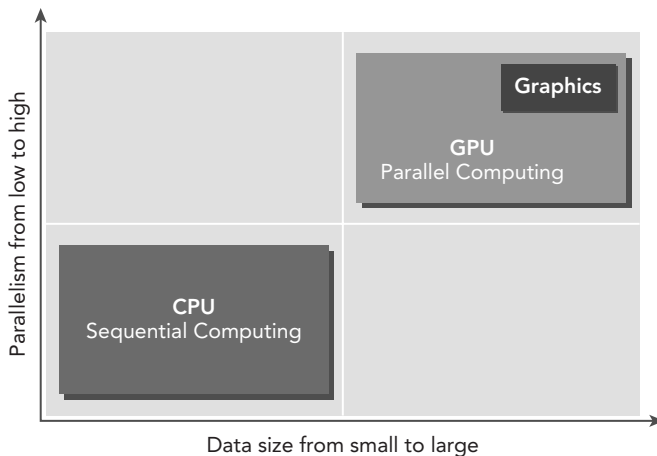 Parallelism from low to high
Graphics
GPU
Parallel Computing
CPU
Sequential Computing
Data size from small to large